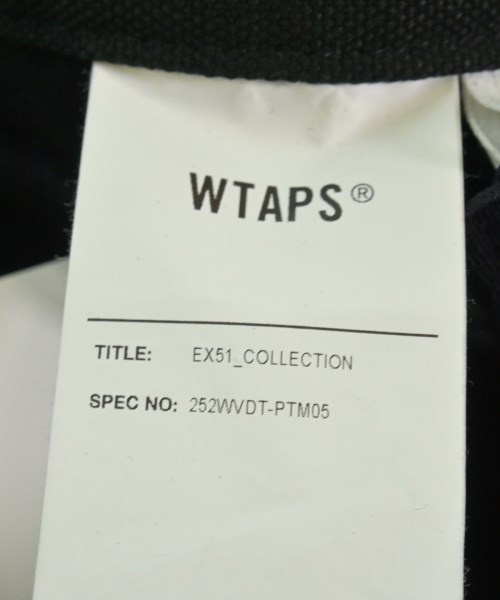 WTAPS®
TITLE: EX51_COLLECTION
SPEC NO: 252WVDT-PTM05